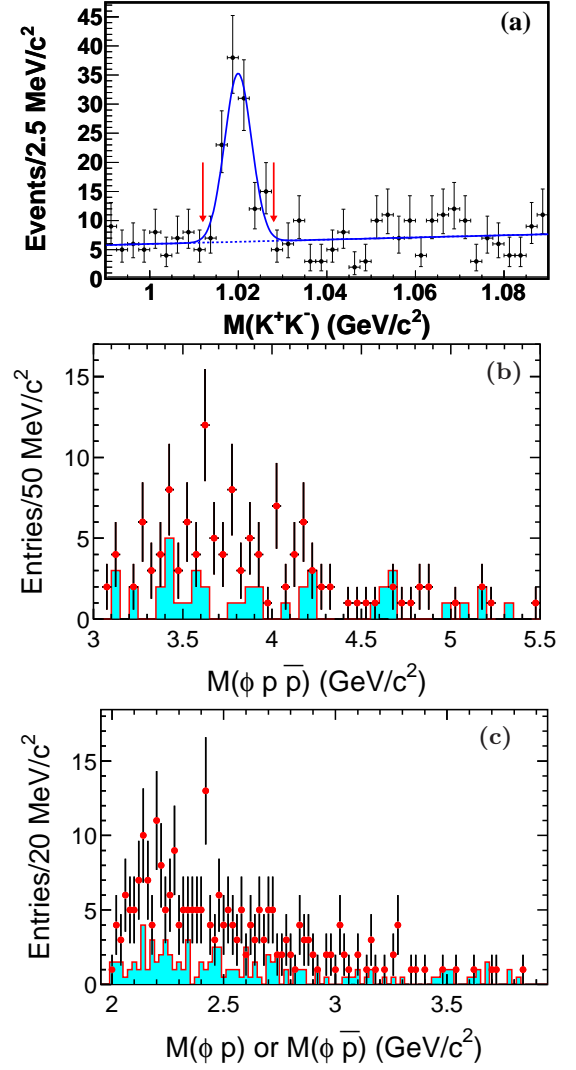 (a)
Events/2.5 MeV/c²
45
40
35
30
25
20
15
10
5
0
1 1.02 1.04 1.06 1.08
M(K⁺K⁻) (GeV/c²)
(b)
Entries/50 MeV/c²
15
10
5
0
3 3.5 4 4.5 5 5.5
M(ϕ p p̅) (GeV/c²)
(c)
Entries/20 MeV/c²
15
10
5
0
2 2.5 3 3.5
M(ϕ p) or M(ϕ p̅) (GeV/c²)